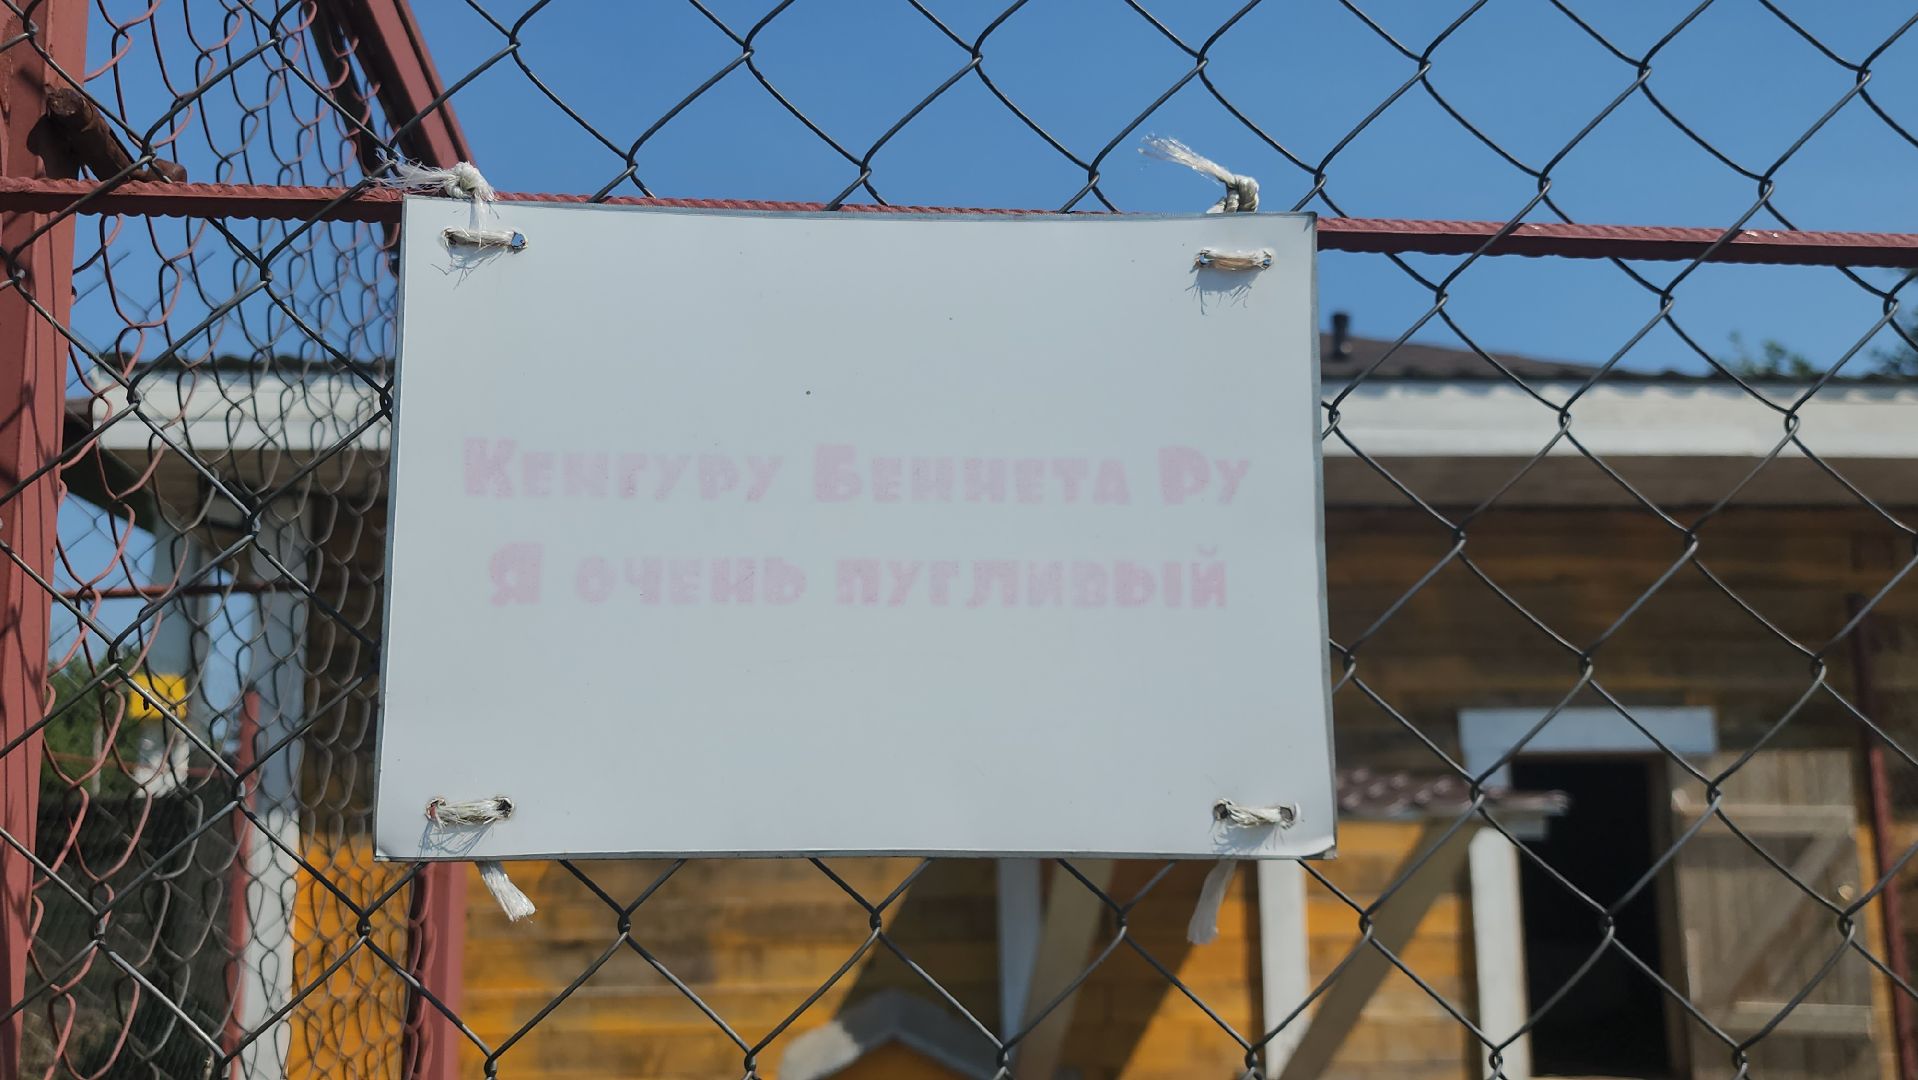 Кенгуру Беннета Ру
Я очень пугливый